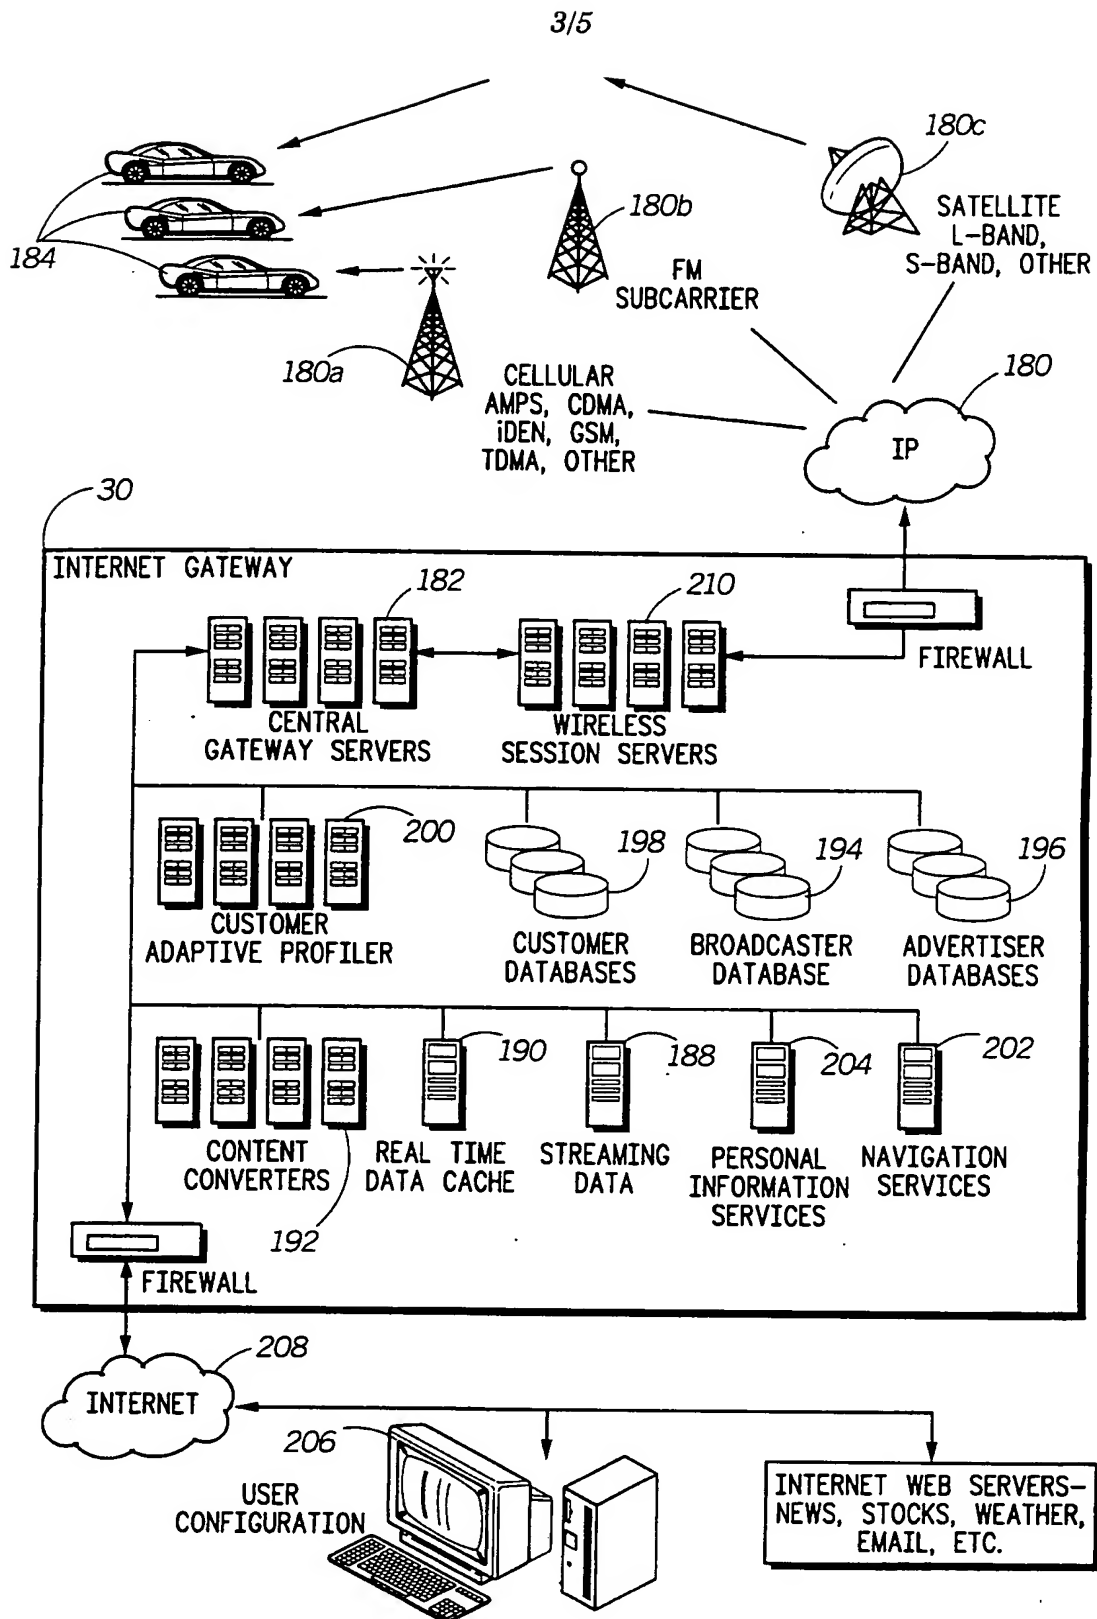 3/5
180c
SATELLITE
L-BAND,
S-BAND, OTHER
180b
184
FM
SUBCARRIER
180a
CELLULAR
AMPS, CDMA,
iDEN, GSM,
TDMA, OTHER
180
IP
30
INTERNET GATEWAY
182
210
FIREWALL
CENTRAL
GATEWAY SERVERS
WIRELESS
SESSION SERVERS
200
198
194
196
CUSTOMER
ADAPTIVE PROFILER
CUSTOMER
DATABASES
BROADCASTER
DATABASE
ADVERTISER
DATABASES
190
188
204
202
CONTENT
CONVERTERS
REAL TIME
DATA CACHE
STREAMING
DATA
PERSONAL
INFORMATION
SERVICES
NAVIGATION
SERVICES
192
FIREWALL
208
INTERNET
206
USER
CONFIGURATION
INTERNET WEB SERVERS-
NEWS, STOCKS, WEATHER,
EMAIL, ETC.